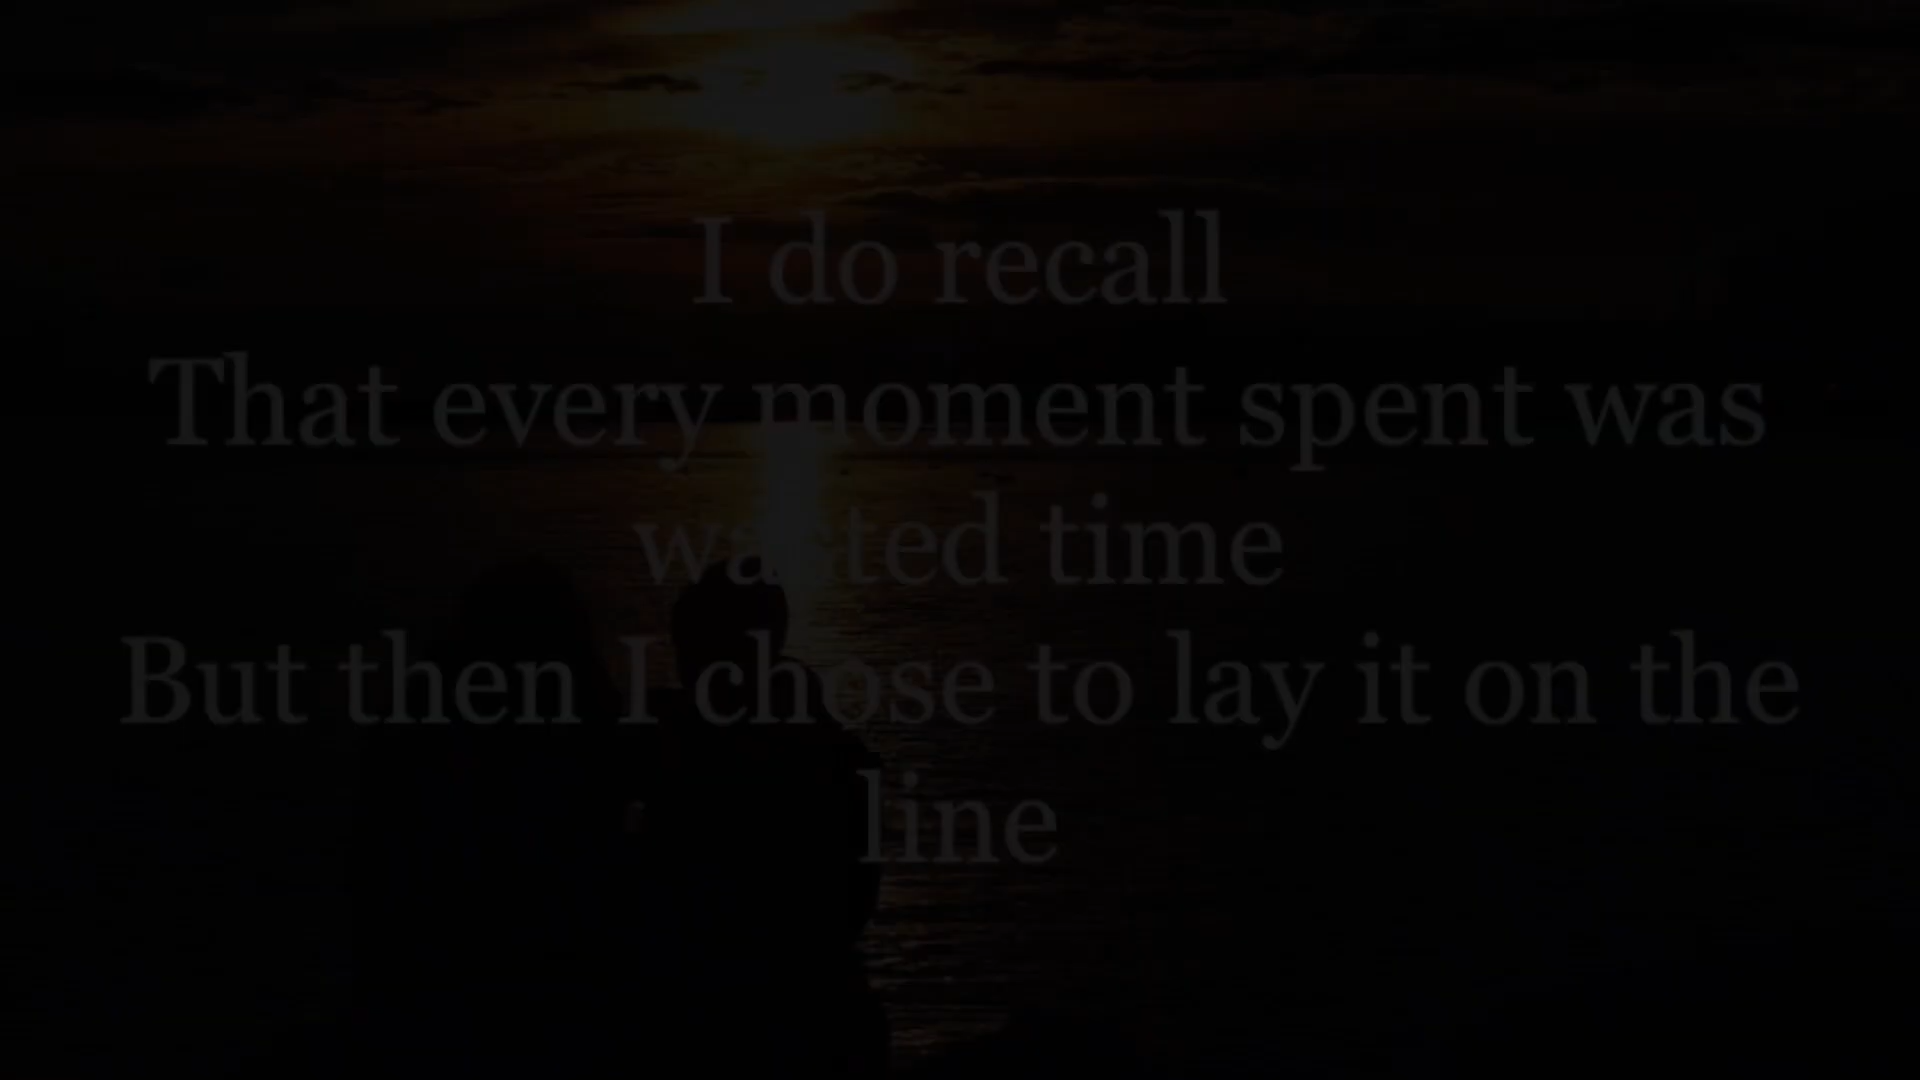 I do recall
That every moment spent was
wasted time
But then I chose to lay it on the
line